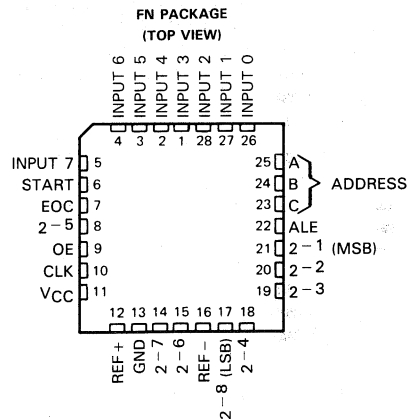 FN PACKAGE
(TOP VIEW)
INPUT 6
INPUT 5
INPUT 4
INPUT 3
INPUT 2
INPUT 1
INPUT 0
4 3 2 1 28 27 26
INPUT 7 5
START 6
EOC 7
2-5 8
OE 9
CLK 10
VCC 11
25 A
24 B
23 C
ADDRESS
22 ALE
21 2-1 (MSB)
20 2-2
19 2-3
12 13 14 15 16 17 18
REF+
GND
2-7
2-6
REF-
2-8 (LSB)
2-4